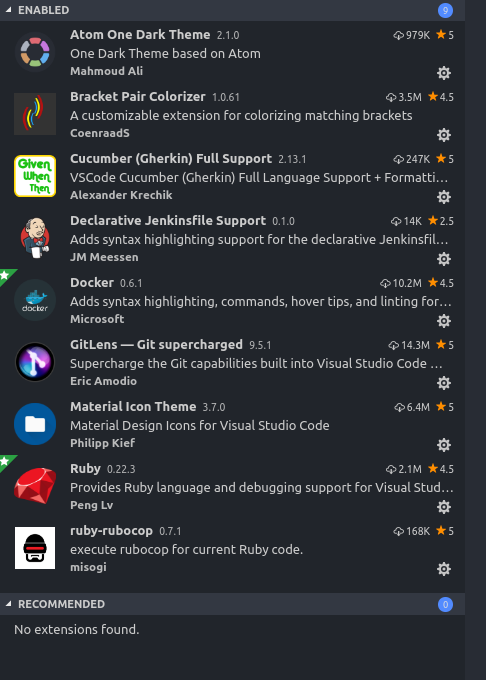 ENABLED 9
Atom One Dark Theme 2.1.0 979K 5
One Dark Theme based on Atom
Mahmoud Ali
Bracket Pair Colorizer 1.0.61 3.5M 4.5
A customizable extension for colorizing matching brackets
CoenraadS
Given When Then
Cucumber (Gherkin) Full Support 2.13.1 247K 5
VSCode Cucumber (Gherkin) Full Language Support + Formatti...
Alexander Krechik
Declarative Jenkinsfile Support 0.1.0 14K 2.5
Adds syntax highlighting support for the declarative Jenkinsfil...
JM Meessen
docker
Docker 0.6.1 10.2M 4.5
Adds syntax highlighting, commands, hover tips, and linting for...
Microsoft
GitLens — Git supercharged 9.5.1 14.3M 5
Supercharge the Git capabilities built into Visual Studio Code ...
Eric Amodio
Material Icon Theme 3.7.0 6.4M 5
Material Design Icons for Visual Studio Code
Philipp Kief
Ruby 0.22.3 2.1M 4.5
Provides Ruby language and debugging support for Visual Stud...
Peng Lv
ruby-rubocop 0.7.1 168K 5
execute rubocop for current Ruby code.
misogi
RECOMMENDED 0
No extensions found.